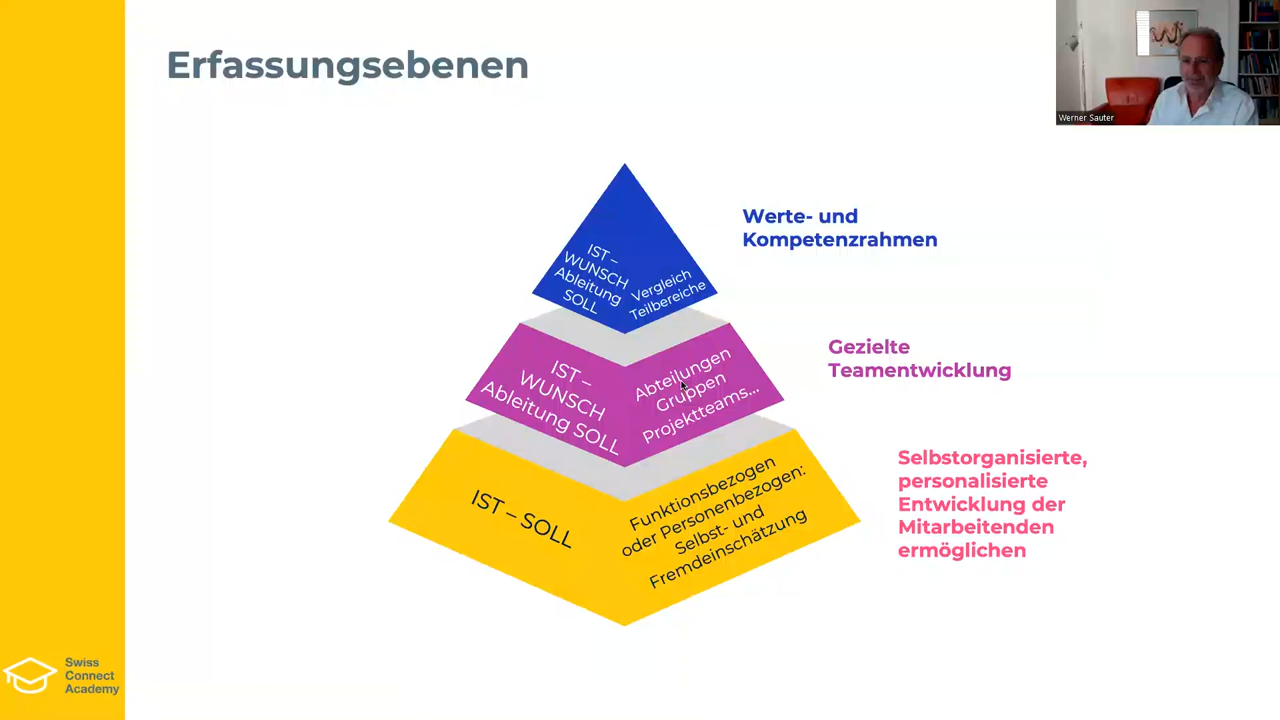 Erfassungsebenen
Werner Sauter
IST –
WUNSCH
Ableitung
SOLL
Vergleich
Teilbereiche
Werte- und
Kompetenzrahmen
IST –
WUNSCH
Ableitung SOLL
Abteilungen
Gruppen
Projektteams...
Gezielte
Teamentwicklung
IST – SOLL
Funktionsbezogen
oder Personenbezogen:
Selbst- und
Fremdeinschätzung
Selbstorganisierte,
personalisierte
Entwicklung der
Mitarbeitenden
ermöglichen
Swiss
Connect
Academy